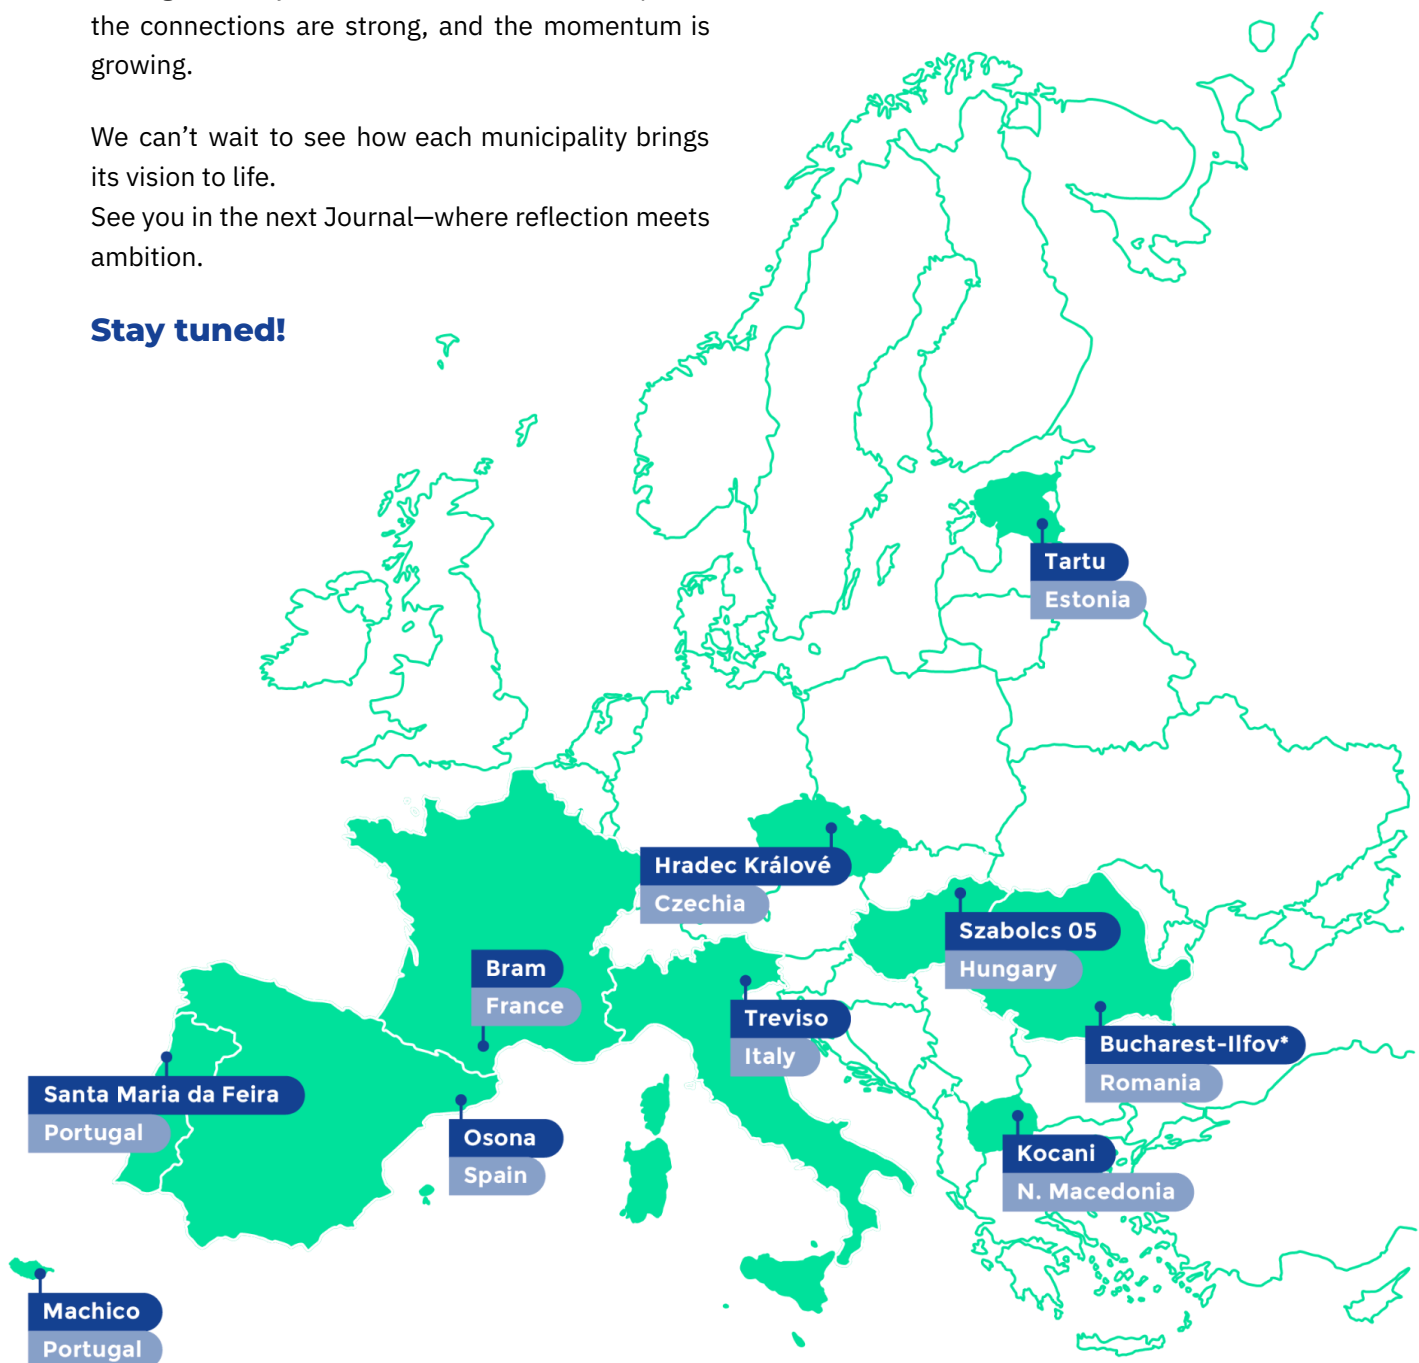 the connections are strong, and the momentum is
growing.
We can’t wait to see how each municipality brings
its vision to life.
See you in the next Journal—where reflection meets
ambition.
Stay tuned!
Tartu
Estonia
Hradec Králové
Czechia
Szabolcs 05
Hungary
Bram
France
Treviso
Italy
Bucharest-Ilfov*
Romania
Santa Maria da Feira
Portugal
Osona
Spain
Kocani
N. Macedonia
Machico
Portugal